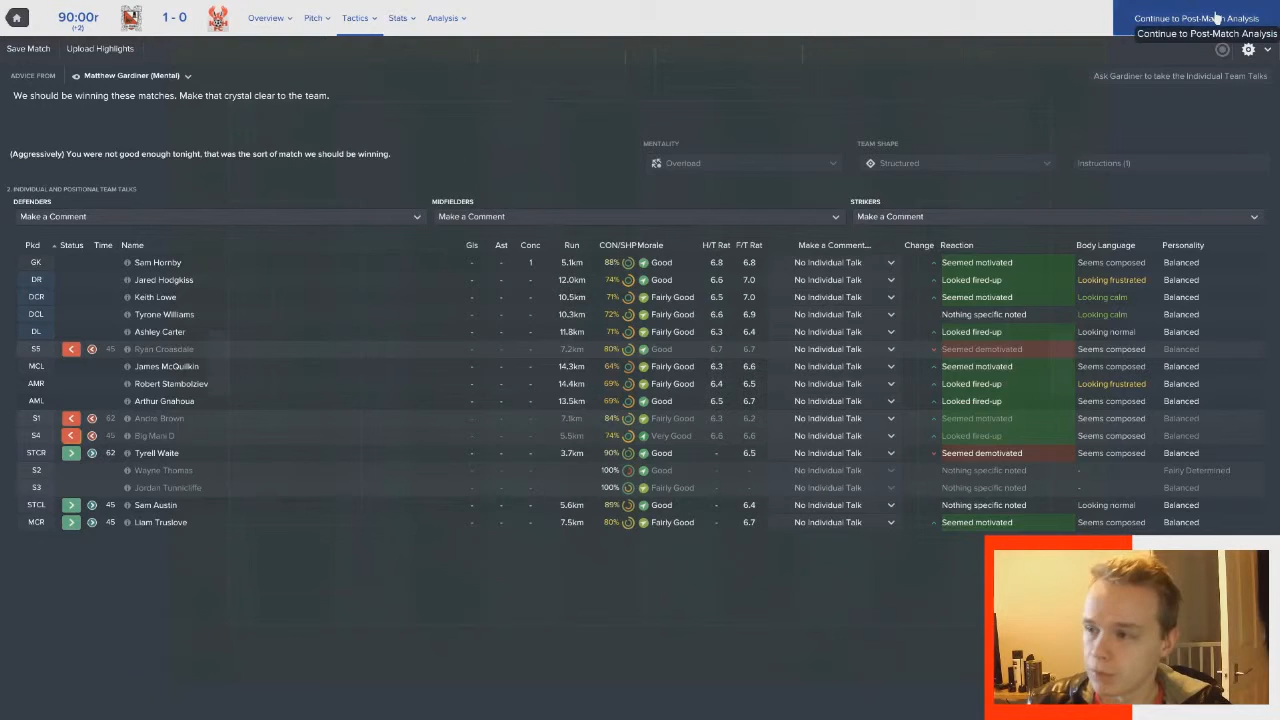 90:00r
(+2)
1 - 0
Overview
Pitch
Tactics
Stats
Analysis
Continue to Post-Match Analysis
Continue to Post-Match Analysis
Save Match
Upload Highlights
ADVICE FROM
Matthew Gardiner (Mental)
Ask Gardiner to take the Individual Team Talks
We should be winning these matches. Make that crystal clear to the team.
MENTALITY
TEAM SHAPE
(Aggressively) You were not good enough tonight, that was the sort of match we should be winning.
Overload
Structured
Instructions (1)
2. INDIVIDUAL AND POSITIONAL TEAM TALKS
DEFENDERS
MIDFIELDERS
STRIKERS
Make a Comment
Make a Comment
Make a Comment
Pkd Status Time Name Gls Ast Conc Run CON/SHP Morale H/T Rat F/T Rat Make a Comment... Change Reaction Body Language Personality
GK Sam Hornby - - 1 5.1km 88% Good 6.8 6.8 No Individual Talk Seemed motivated Seems composed Balanced
DR Jared Hodgkiss - - - 12.0km 74% Good 6.6 7.0 No Individual Talk Looked fired-up Looking frustrated Balanced
DCR Keith Lowe - - - 10.5km 71% Fairly Good 6.5 7.0 No Individual Talk Seemed motivated Looking calm Balanced
DCL Tyrone Williams - - - 10.3km 72% Fairly Good 6.6 6.9 No Individual Talk Nothing specific noted Looking calm Balanced
DL Ashley Carter - - - 11.8km 71% Fairly Good 6.3 6.4 No Individual Talk Looked fired-up Looking normal Balanced
S5 45 Ryan Croasdale - - - 7.2km 80% Good 6.7 6.7 No Individual Talk Seemed demotivated Seems composed Balanced
MCL James McQuilkin - - - 14.3km 64% Fairly Good 6.3 6.6 No Individual Talk Seemed motivated Seems composed Balanced
AMR Robert Stambolziev - - - 14.4km 69% Fairly Good 6.4 6.5 No Individual Talk Looked fired-up Looking frustrated Balanced
AML Arthur Gnahoua - - - 13.5km 69% Fairly Good 6.5 6.7 No Individual Talk Looked fired-up Seems composed Balanced
S1 62 Andre Brown - - - 7.1km 84% Fairly Good 6.3 6.2 No Individual Talk Seemed motivated Seems composed Balanced
S4 45 Big Mani D - - - 5.5km 74% Very Good 6.6 6.6 No Individual Talk Looked fired-up Seems composed Balanced
STCR 62 Tyrell Waite - - - 3.7km 90% Good - 6.4 No Individual Talk Seemed demotivated Seems composed Balanced
S2 Wayne Thomas - - - 100% Good - - No Individual Talk Nothing specific noted - Fairly Determined
S3 Jordan Tunnicliffe - - - 100% Fairly Good - - No Individual Talk Nothing specific noted - Balanced
STCL 45 Sam Austin - - - 5.6km 89% Good - 6.4 No Individual Talk Nothing specific noted Looking normal Balanced
MCR 45 Liam Truslove - - - 7.5km 80% Fairly Good - 6.7 No Individual Talk Seemed motivated Seems composed Balanced